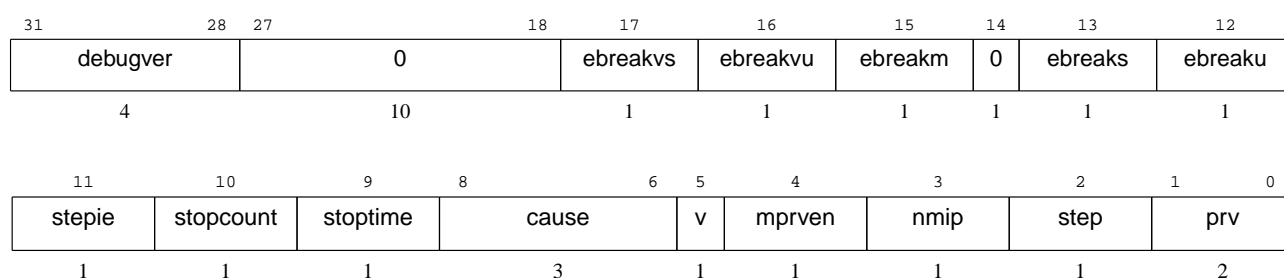 31 28 27 18 17 16 15 14 13 12
debugver 0 ebreakvs ebreakvu ebreakm 0 ebreaks ebreaku
4 10 1 1 1 1 1 1
11 10 9 8 6 5 4 3 2 1 0
stepie stopcount stoptime cause v mprven nmip step prv
1 1 1 3 1 1 1 1 2